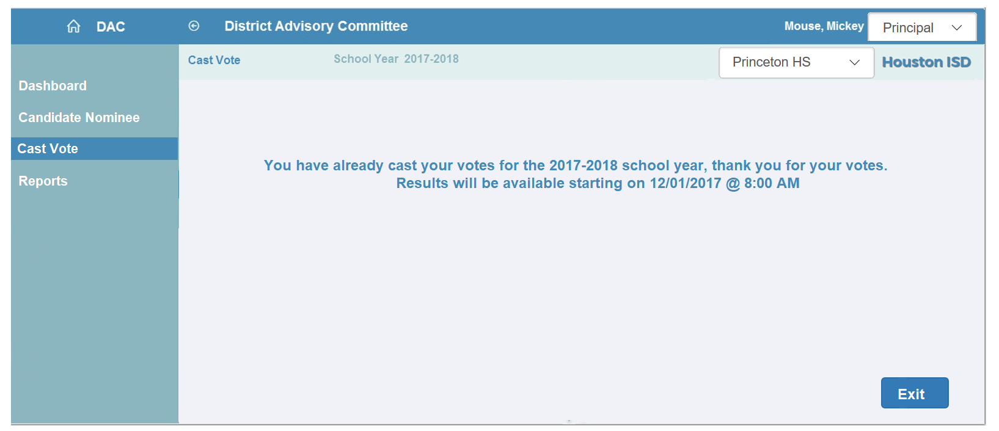 DAC
District Advisory Committee
Mouse, Mickey
Principal
Cast Vote
School Year 2017-2018
Princeton HS
Houston ISD
Dashboard
Candidate Nominee
Cast Vote
Reports
You have already cast your votes for the 2017-2018 school year, thank you for your votes.
Results will be available starting on 12/01/2017 @ 8:00 AM
Exit